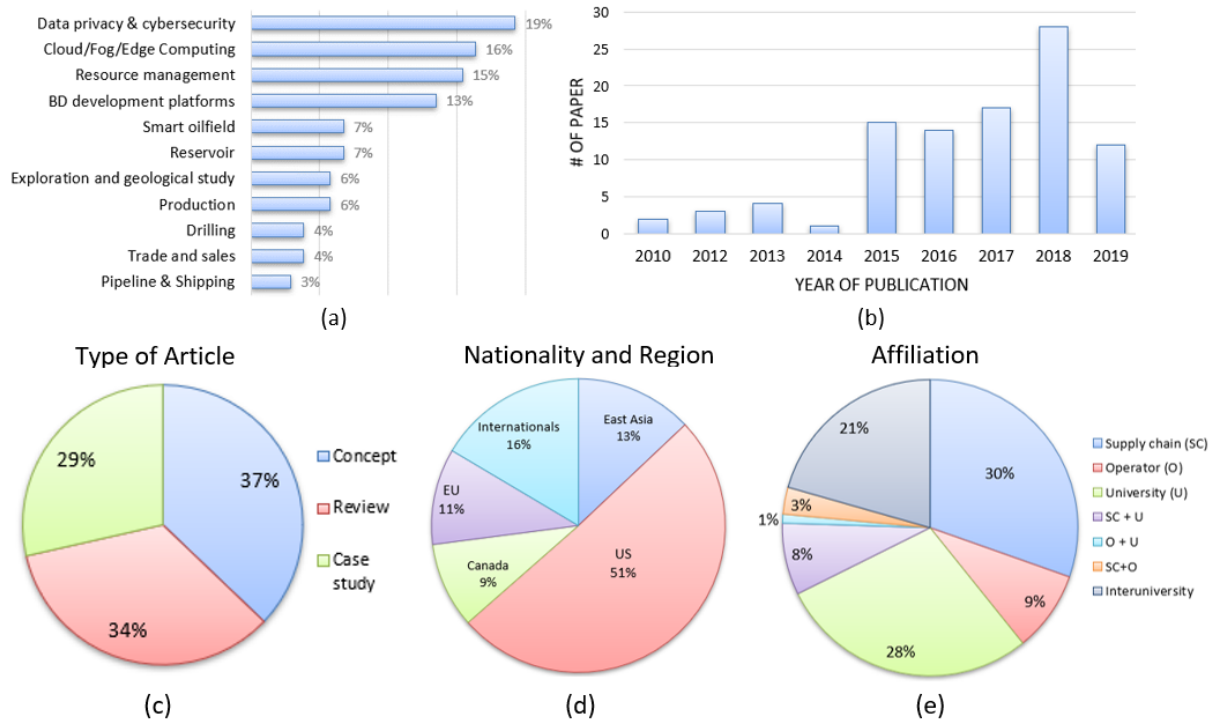 Data privacy & cybersecurity 19%
Cloud/Fog/Edge Computing 16%
Resource management 15%
BD development platforms 13%
Smart oilfield 7%
Reservoir 7%
Exploration and geological study 6%
Production 6%
Drilling 4%
Trade and sales 4%
Pipeline & Shipping 3%
(a)
# OF PAPER
30
25
20
15
10
5
0
2010 2012 2013 2014 2015 2016 2017 2018 2019
YEAR OF PUBLICATION
(b)
Type of Article
29%
37%
34%
Concept
Review
Case
study
(c)
Nationality and Region
Internationals
16%
East Asia
13%
EU
11%
US
51%
Canada
9%
(d)
Affiliation
21%
30%
3%
1%
8%
9%
28%
Supply chain (SC)
Operator (O)
University (U)
SC + U
O + U
SC+O
Interuniversity
(e)